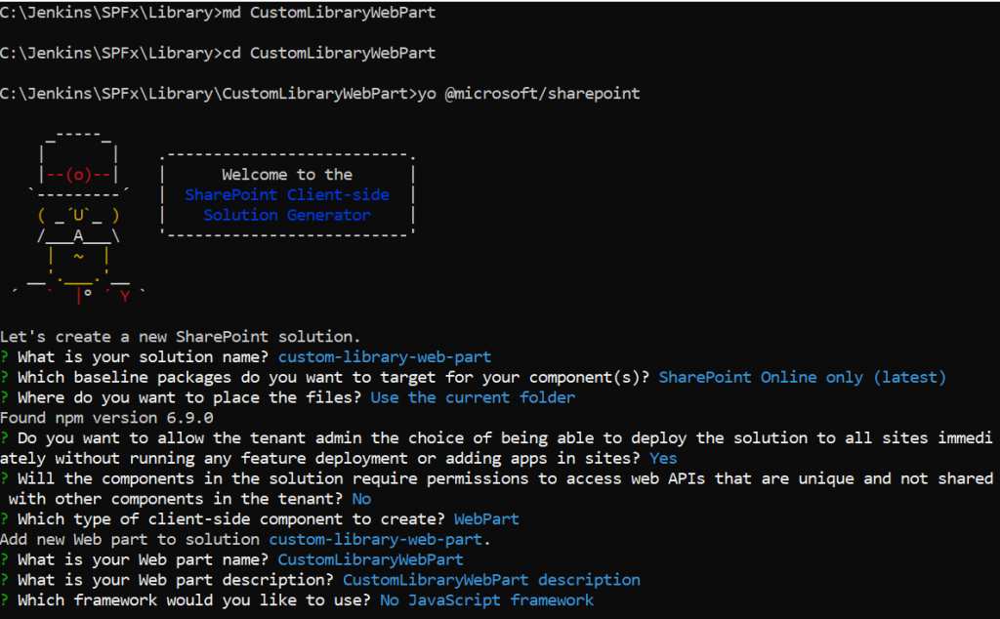 C:\Jenkins\SPFx\Library>md CustomLibraryWebPart
C:\Jenkins\SPFx\Library>cd CustomLibraryWebPart
C:\Jenkins\SPFx\Library\CustomLibraryWebPart>yo @microsoft/sharepoint
Welcome to the
SharePoint Client-side
Solution Generator
Let's create a new SharePoint solution.
? What is your solution name? custom-library-web-part
? Which baseline packages do you want to target for your component(s)? SharePoint Online only (latest)
? Where do you want to place the files? Use the current folder
Found npm version 6.9.0
? Do you want to allow the tenant admin the choice of being able to deploy the solution to all sites immedi
ately without running any feature deployment or adding apps in sites? Yes
? Will the components in the solution require permissions to access web APIs that are unique and not shared
with other components in the tenant? No
? Which type of client-side component to create? WebPart
Add new Web part to solution custom-library-web-part.
? What is your Web part name? CustomLibraryWebPart
? What is your Web part description? CustomLibraryWebPart description
? Which framework would you like to use? No JavaScript framework